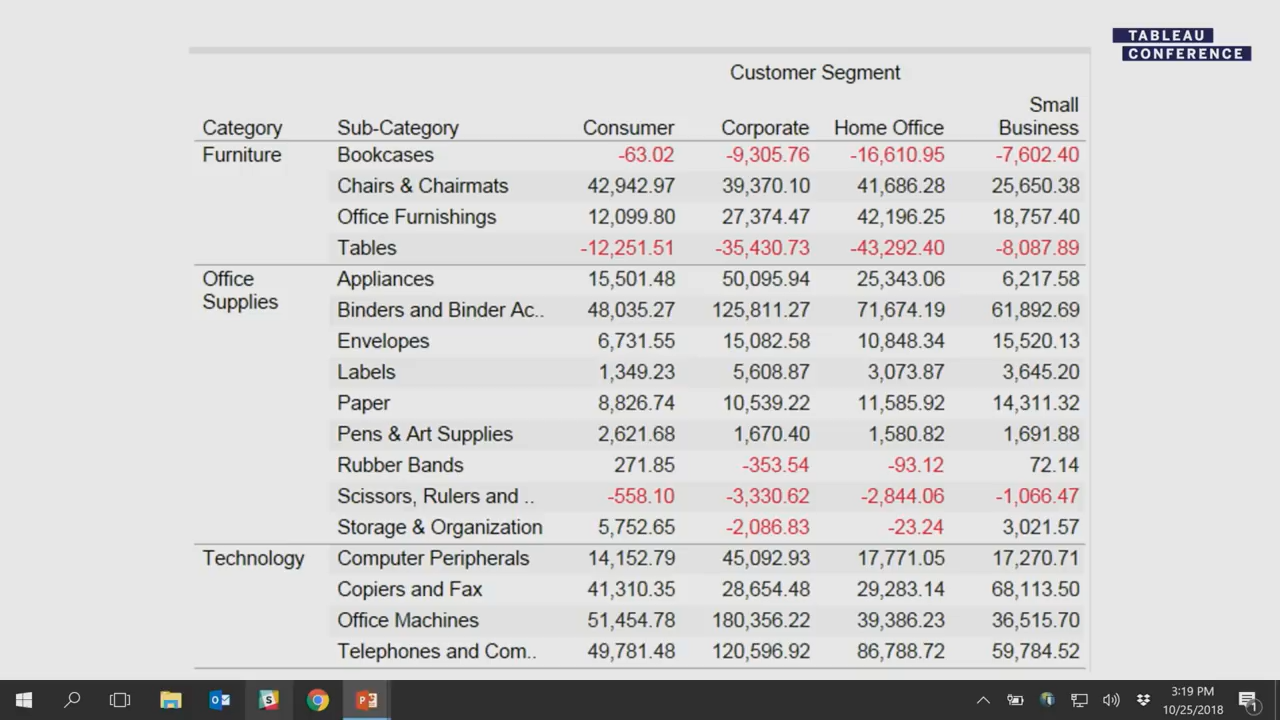 TABLEAU
CONFERENCE
Customer Segment
Category Sub-Category Consumer Corporate Home Office Small Business
Furniture Bookcases -63.02 -9,305.76 -16,610.95 -7,602.40
Chairs & Chairmats 42,942.97 39,370.10 41,686.28 25,650.38
Office Furnishings 12,099.80 27,374.47 42,196.25 18,757.40
Tables -12,251.51 -35,430.73 -43,292.40 -8,087.89
Office Supplies Appliances 15,501.48 50,095.94 25,343.06 6,217.58
Binders and Binder Ac.. 48,035.27 125,811.27 71,674.19 61,892.69
Envelopes 6,731.55 15,082.58 10,848.34 15,520.13
Labels 1,349.23 5,608.87 3,073.87 3,645.20
Paper 8,826.74 10,539.22 11,585.92 14,311.32
Pens & Art Supplies 2,621.68 1,670.40 1,580.82 1,691.88
Rubber Bands 271.85 -353.54 -93.12 72.14
Scissors, Rulers and .. -558.10 -3,330.62 -2,844.06 -1,066.47
Storage & Organization 5,752.65 -2,086.83 -23.24 3,021.57
Technology Computer Peripherals 14,152.79 45,092.93 17,771.05 17,270.71
Copiers and Fax 41,310.35 28,654.48 29,283.14 68,113.50
Office Machines 51,454.78 180,356.22 39,386.23 36,515.70
Telephones and Com.. 49,781.48 120,596.92 86,788.72 59,784.52
3:19 PM
10/25/2018
1